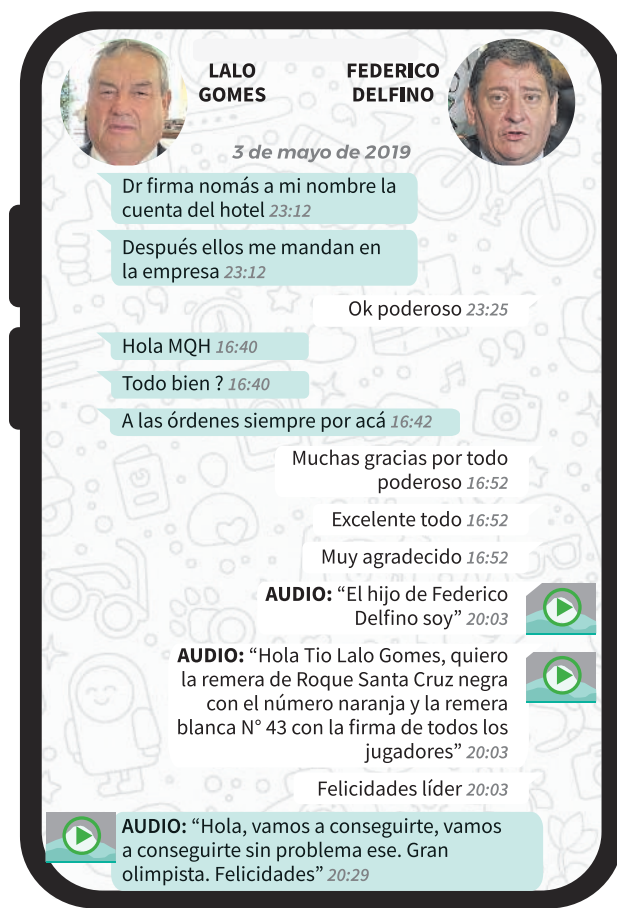 LALO
GOMES
FEDERICO
DELFINO
3 de mayo de 2019
Dr firma nomás a mi nombre la
cuenta del hotel 23:12
Después ellos me mandan en
la empresa 23:12
Ok poderoso 23:25
Hola MQH 16:40
Todo bien ? 16:40
A las órdenes siempre por acá 16:42
Muchas gracias por todo
poderoso 16:52
Excelente todo 16:52
Muy agradecido 16:52
AUDIO: “El hijo de Federico
Delfino soy” 20:03
AUDIO: “Hola Tio Lalo Gomes, quiero
la remera de Roque Santa Cruz negra
con el número naranja y la remera
blanca N° 43 con la firma de todos los
jugadores” 20:03
Felicidades líder 20:03
AUDIO: “Hola, vamos a conseguirte, vamos
a conseguirte sin problema ese. Gran
olimpista. Felicidades” 20:29